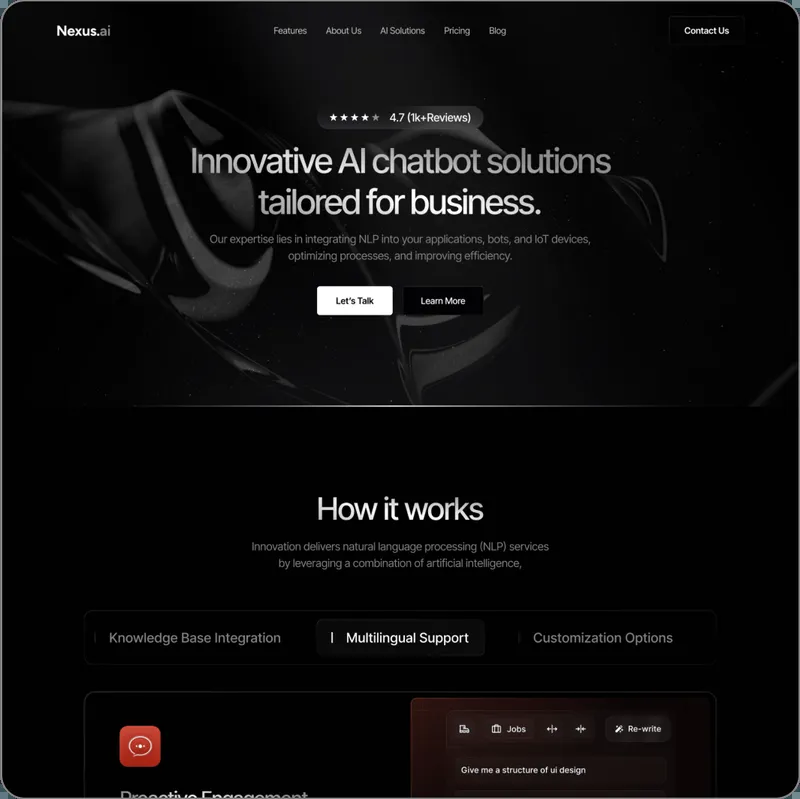 Nexus.ai
Features
About Us
AI Solutions
Pricing
Blog
Contact Us
4.7 (1k+Reviews)
Innovative AI chatbot solutions
tailored for business.
Our expertise lies in integrating NLP into your applications, bots, and IoT devices,
optimizing processes, and improving efficiency.
Let's Talk
Learn More
How it works
Innovation delivers natural language processing (NLP) services
by leveraging a combination of artificial intelligence,
Knowledge Base Integration
Multilingual Support
Customization Options
Jobs
Re-write
Give me a structure of ui design
Proactive Engagement